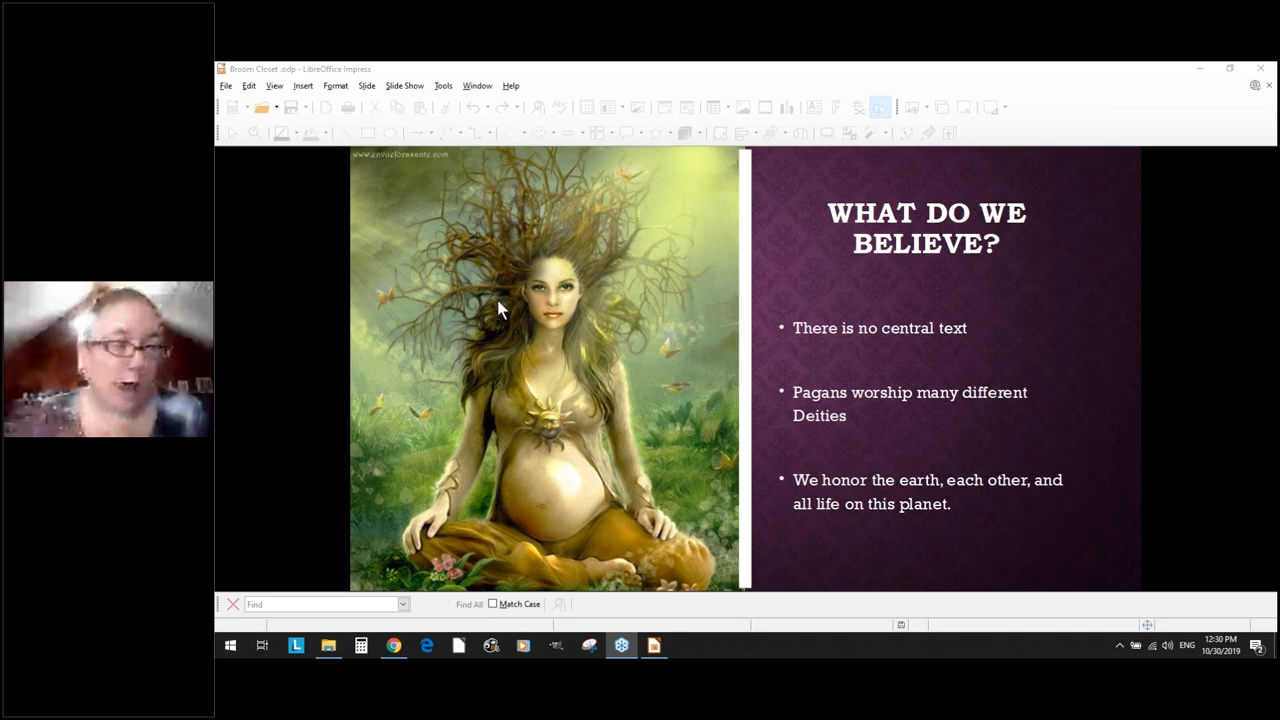 Broom Closet .odp - LibreOffice Impress
File Edit View Insert Format Slide Slide Show Tools Window Help
WHAT DO WE
BELIEVE?
• There is no central text
• Pagans worship many different
Deities
• We honor the earth, each other, and
all life on this planet.
Find
Find All
Match Case
ENG
12:30 PM
10/30/2019
2